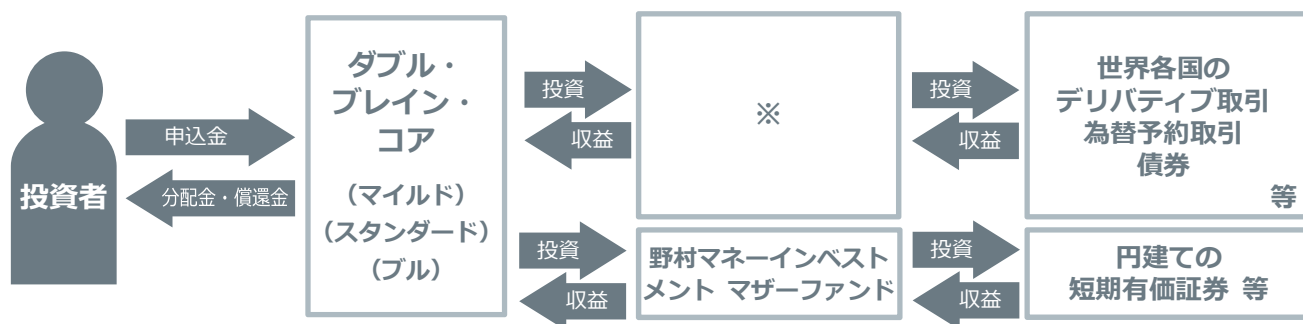 投資者
申込金
分配金・償還金
ダブル・
ブレイン・
コア
（マイルド）
（スタンダード）
（ブル）
投資
収益
※
投資
収益
世界各国の
デリバティブ取引
為替予約取引
債券
等
投資
収益
野村マネーインベスト
メント マザーファンド
投資
収益
円建ての
短期有価証券 等